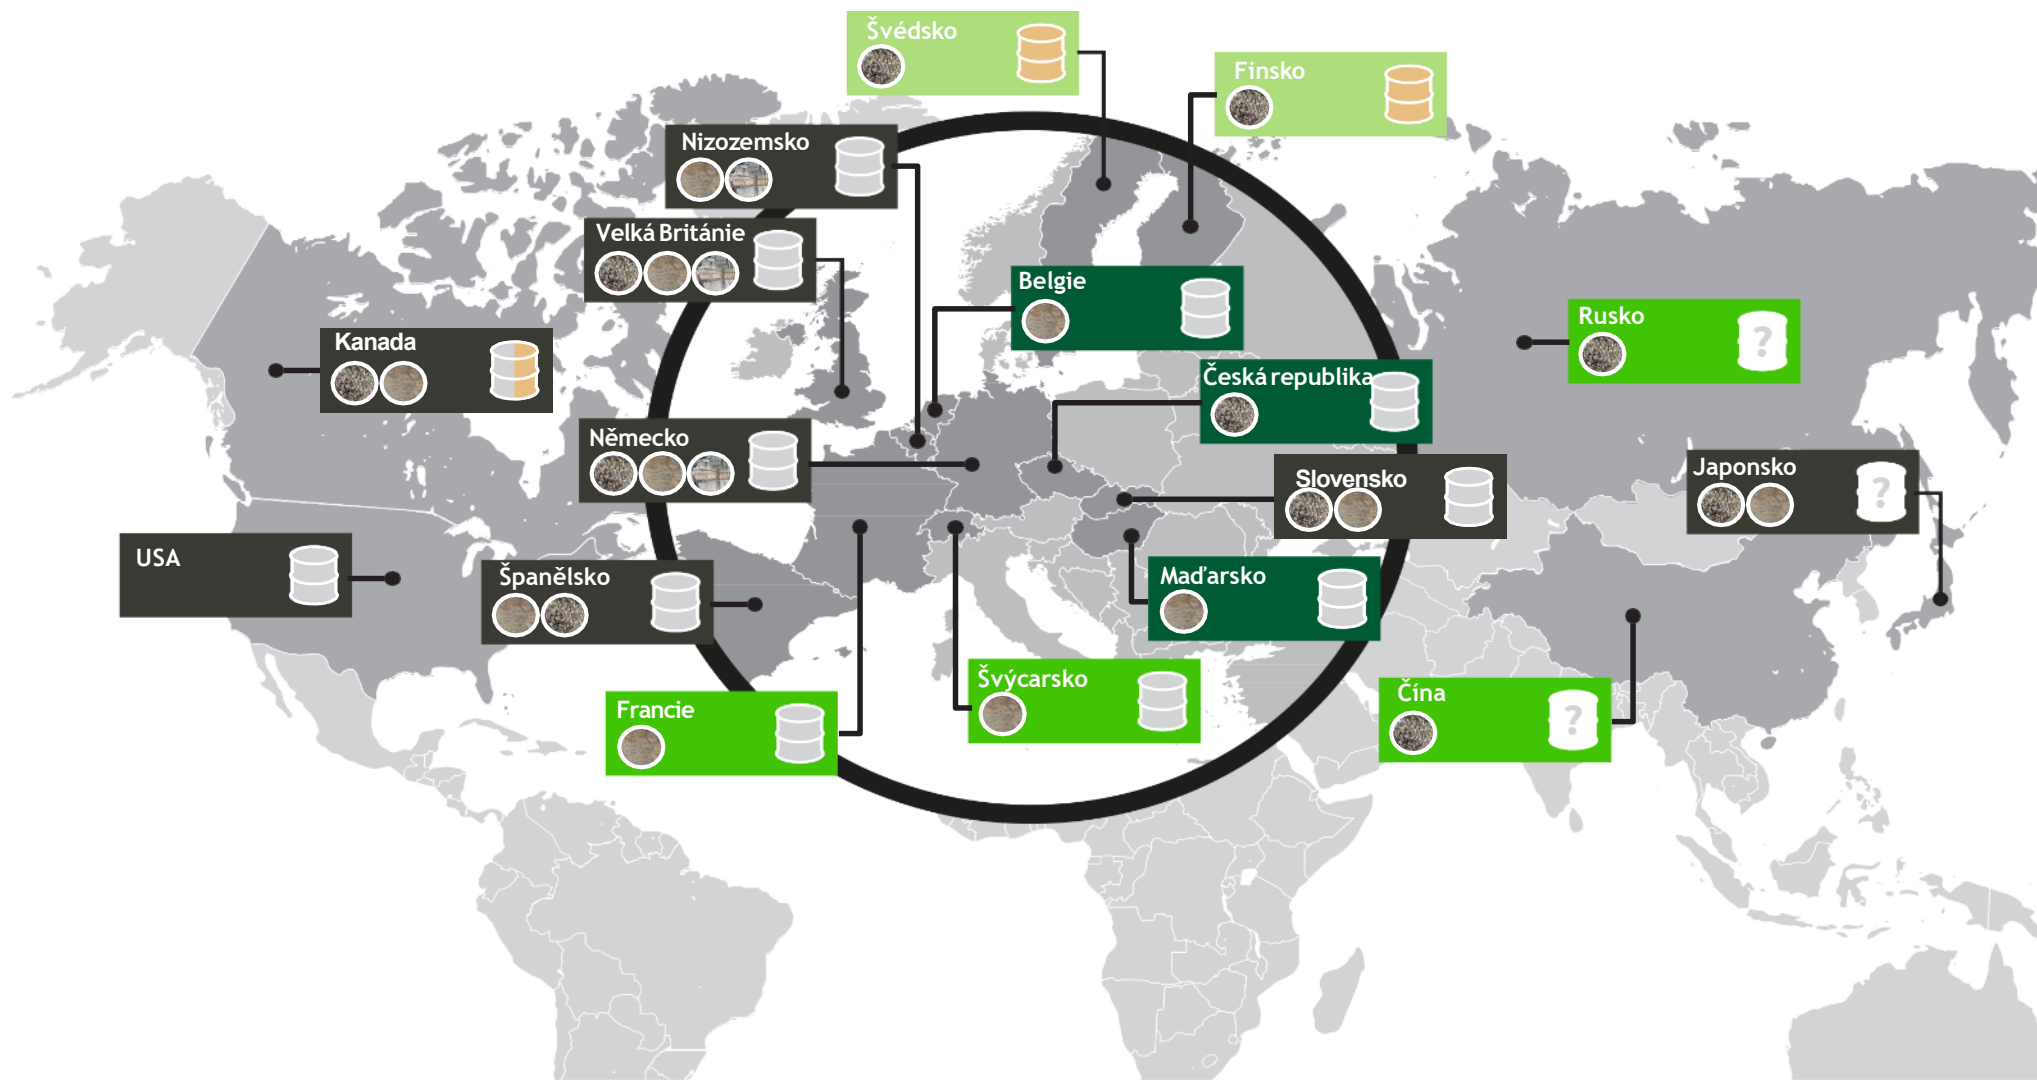 Švédsko
Finsko
Nizozemsko
Velká Británie
Belgie
Rusko
?
Kanada
Česká republika
Německo
Slovensko
Japonsko
?
USA
Španělsko
Maďarsko
Švýcarsko
Čína
?
Francie